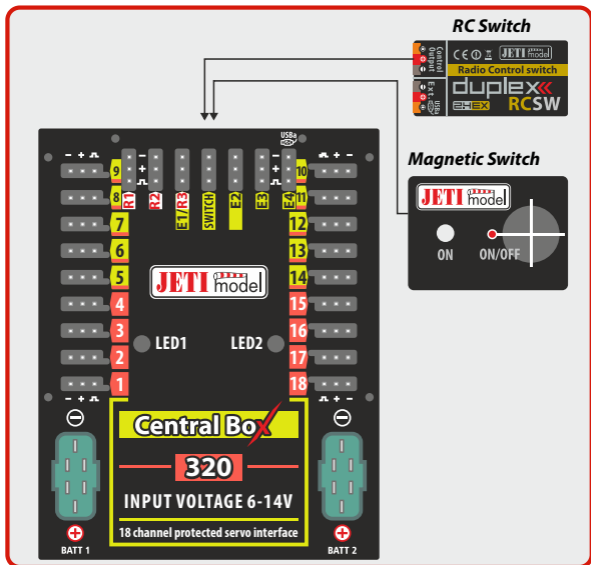 RC Switch
Control Output
JETI model
Radio Control switch
Ext.
USBa
duplex
EX
RCSW
Magnetic Switch
JETI model
ON
ON/OFF
USBa
- + -
9
8
7
6
5
4
3
2
1
- + -
R1
R2
E1/R3
SWITCH
E2
E3
E4
10
11
12
13
14
15
16
17
18
+ -
JETI model
LED1
LED2
Central Box
320
INPUT VOLTAGE 6-14V
18 channel protected servo interface
BATT 1
BATT 2